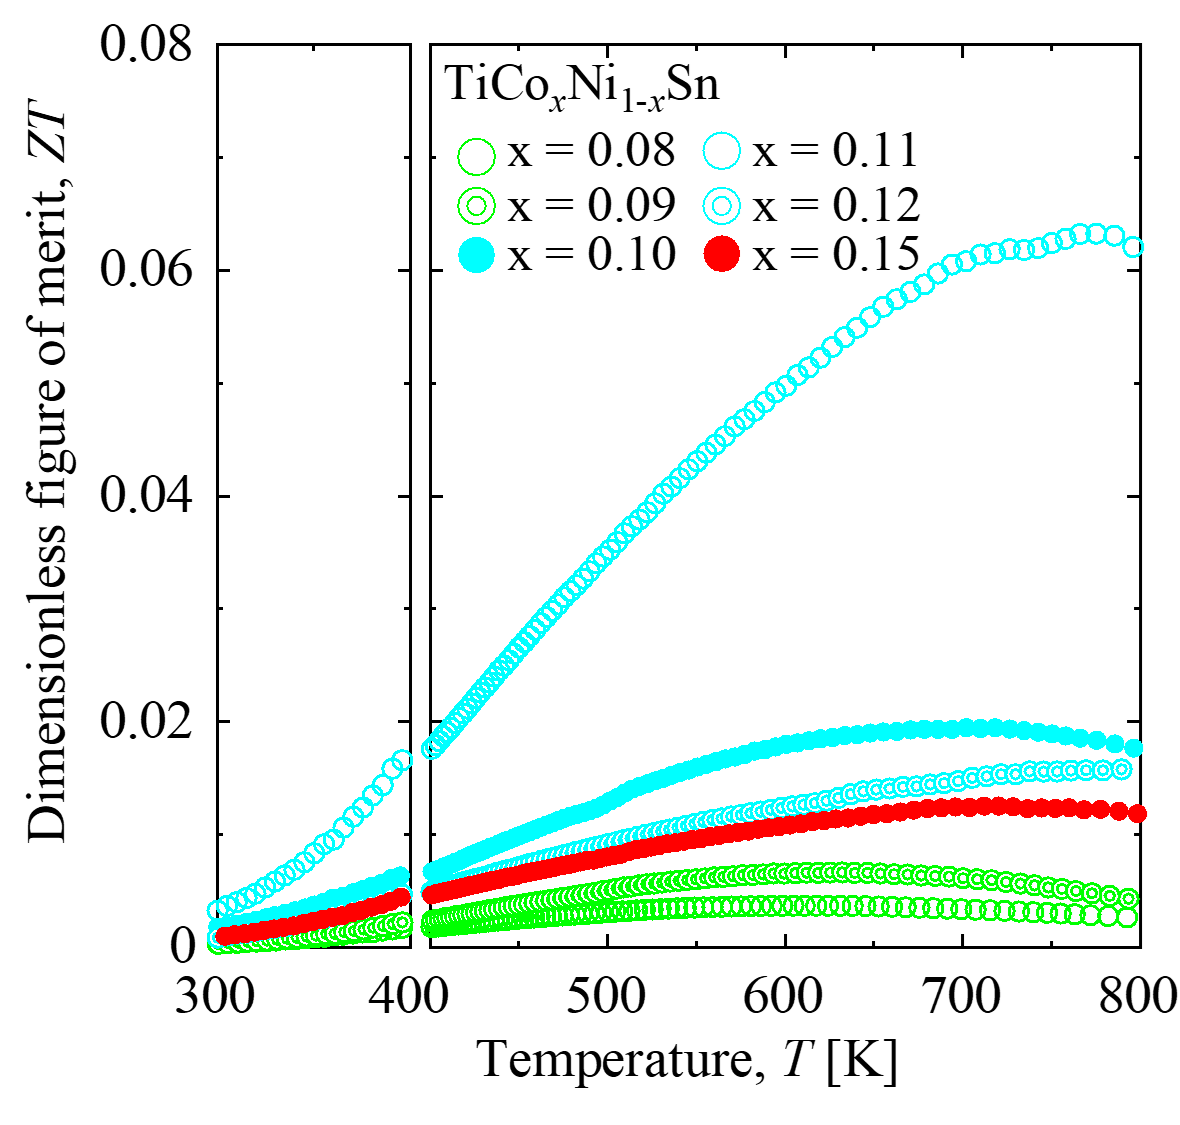 0.08
0.06
0.04
0.02
0
Dimensionless figure of merit, ZT
TiCoxNi1-xSn
x = 0.08 x = 0.11
x = 0.09 x = 0.12
x = 0.10 x = 0.15
300 400 500 600 700 800
Temperature, T [K]